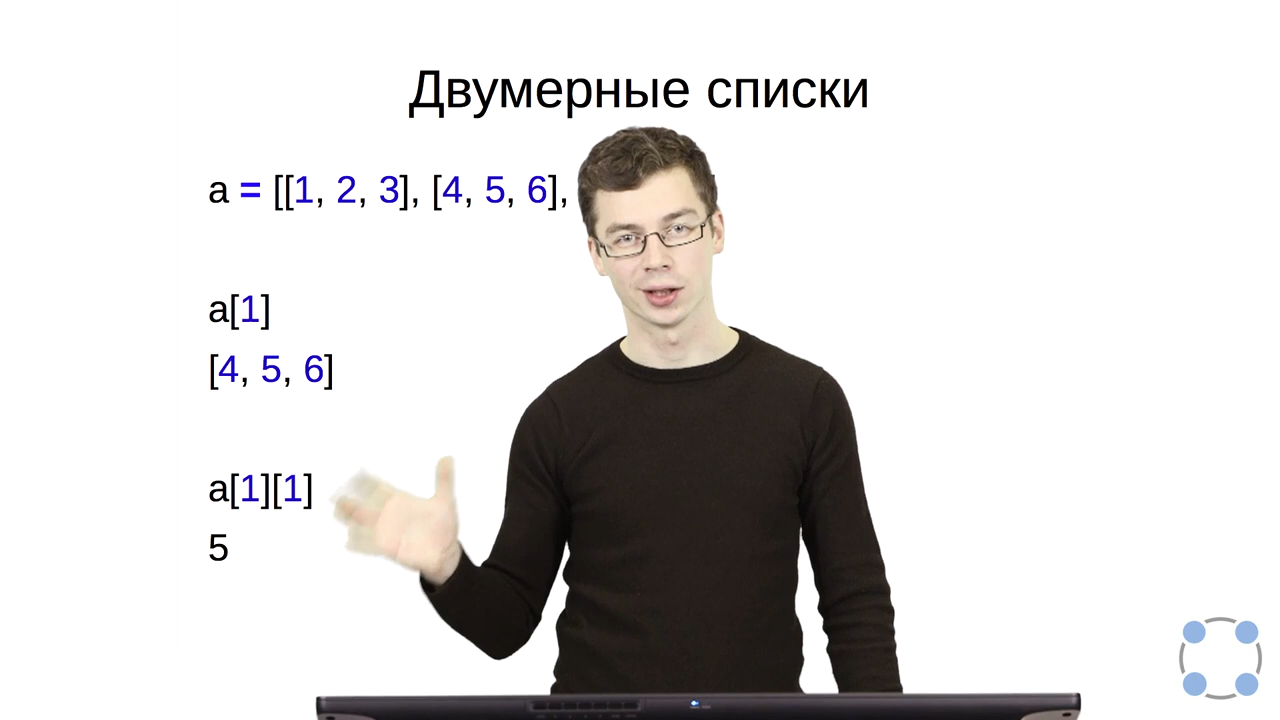 Двумерные списки
a = [[1, 2, 3], [4, 5, 6],
a[1]
[4, 5, 6]
a[1][1]
5